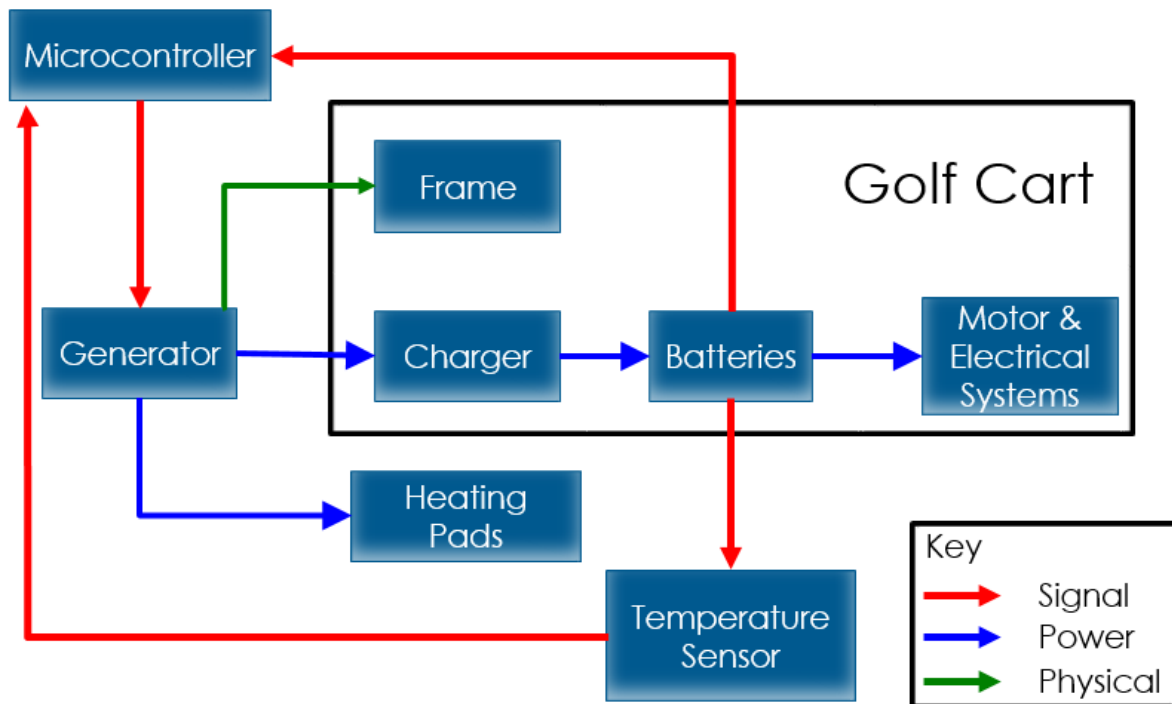 Microcontroller
Frame
Golf Cart
Generator
Charger
Batteries
Motor &
Electrical
Systems
Heating
Pads
Temperature
Sensor
Key
Signal
Power
Physical